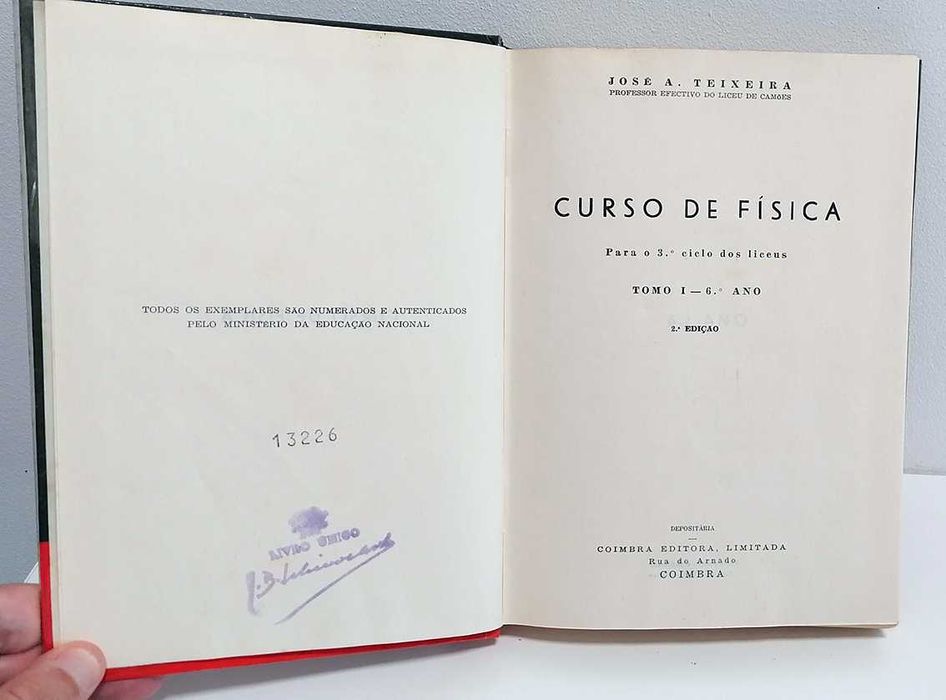 TODOS OS EXEMPLARES SÃO NUMERADOS E AUTENTICADOS
PELO MINISTÉRIO DA EDUCAÇÃO NACIONAL
13226
LIVRO ÚNICO
JOSÉ A. TEIXEIRA
PROFESSOR EFECTIVO DO LICEU DE CAMÕES
CURSO DE FÍSICA
Para o 3.º ciclo dos liceus
TOMO I — 6.º ANO
2.ª EDIÇÃO
DEPOSITÁRIA
COIMBRA EDITORA, LIMITADA
Rua do Arnado
COIMBRA